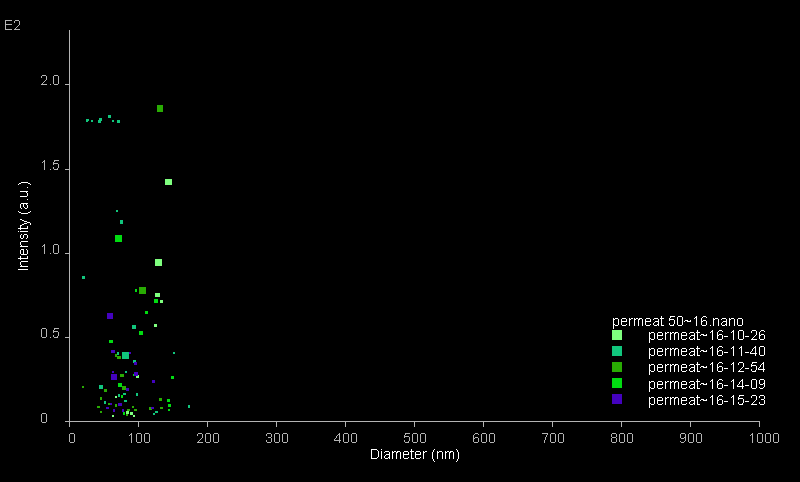 E2
2.0
1.5
1.0
0.5
0
Intensity (a.u.)
permeat 50~16.nano
permeat~16-10-26
permeat~16-11-40
permeat~16-12-54
permeat~16-14-09
permeat~16-15-23
0 100 200 300 400 500 600 700 800 900 1000
Diameter (nm)